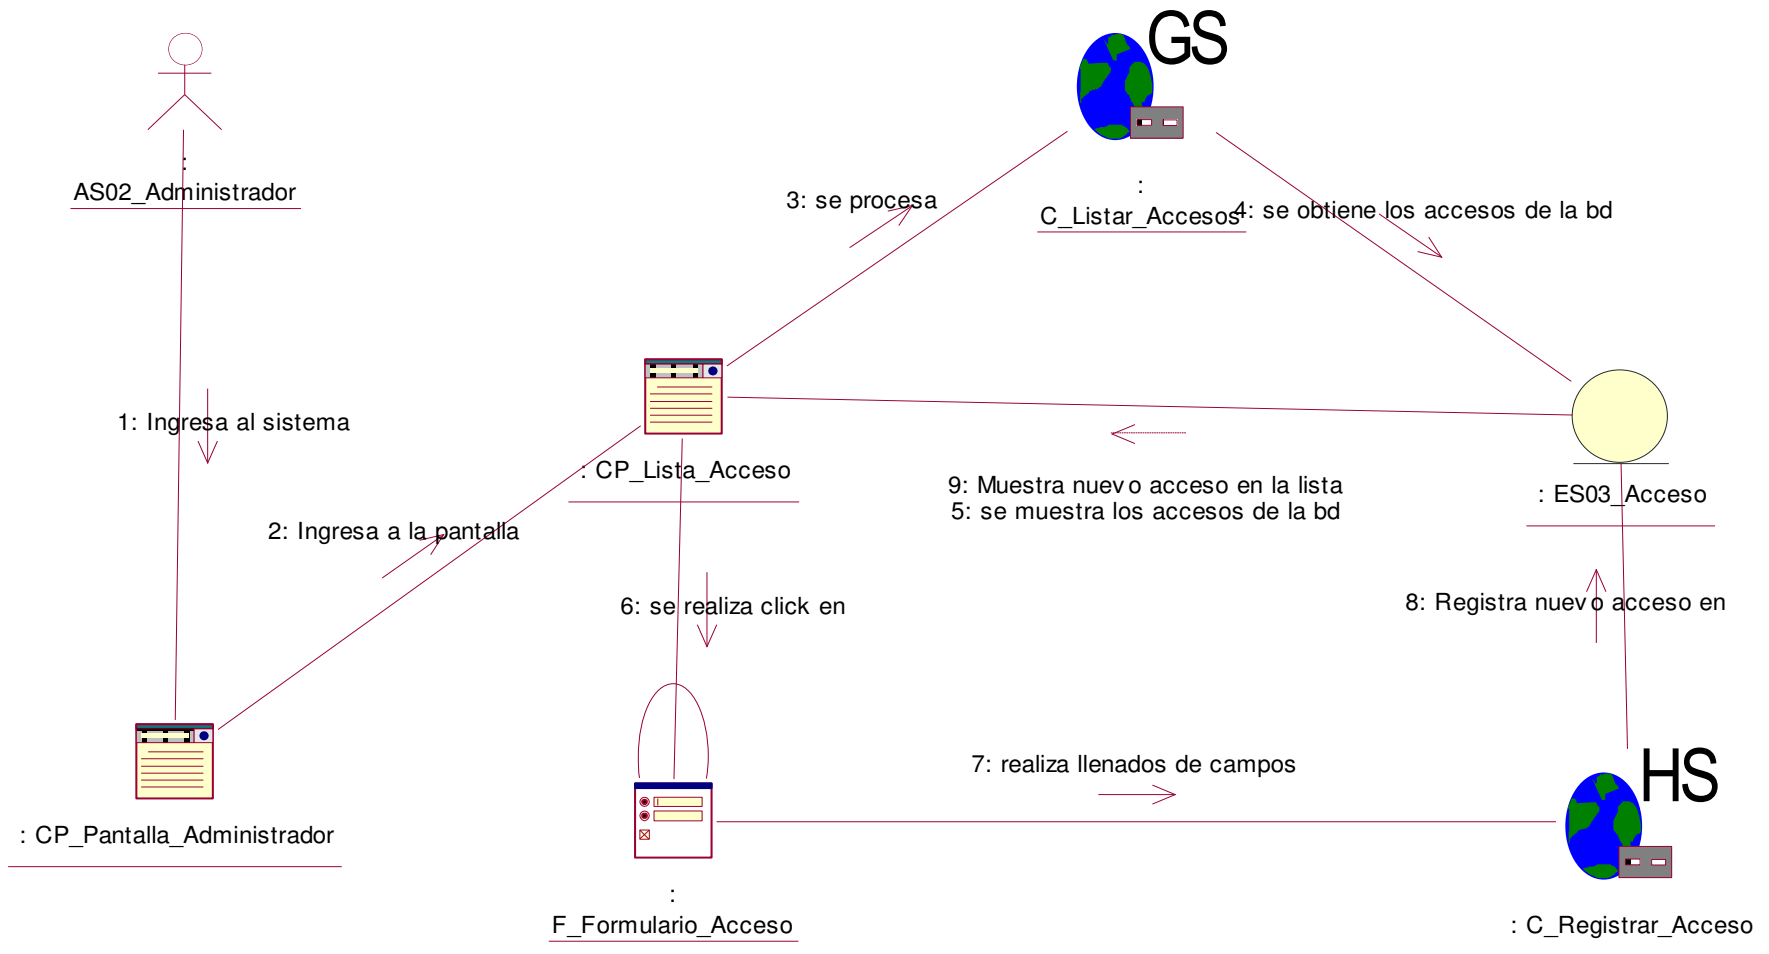 GS
:
AS02_Administrador
3: se procesa
:
C_Listar_Accesos
4: se obtiene los accesos de la bd
1: Ingresa al sistema
: CP_Lista_Acceso
9: Muestra nuevo acceso en la lista
5: se muestra los accesos de la bd
: ES03_Acceso
2: Ingresa a la pantalla
6: se realiza click en
8: Registra nuevo acceso en
7: realiza llenados de campos
HS
: CP_Pantalla_Administrador
:
F_Formulario_Acceso
: C_Registrar_Acceso